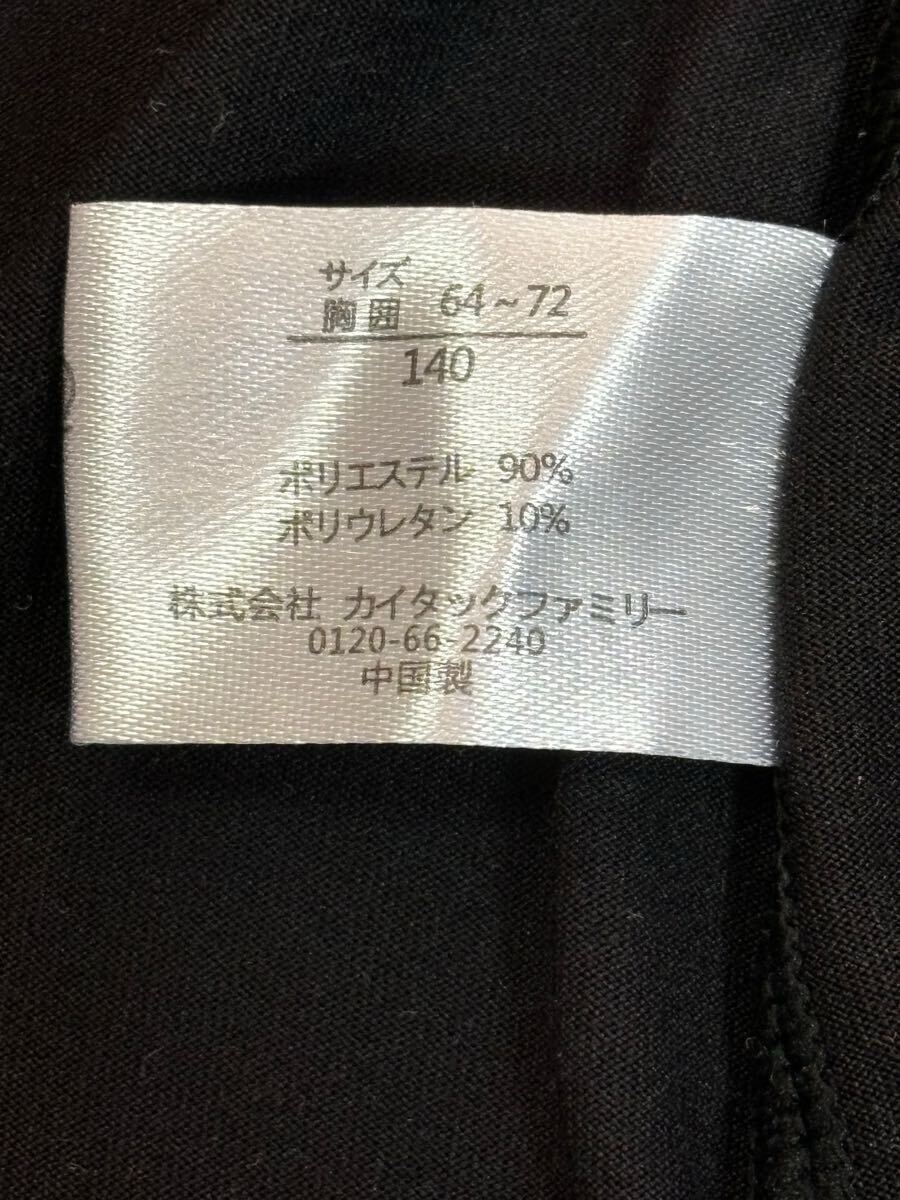 サイズ
胸囲 64~72
140
ポリエステル 90%
ポリウレタン 10%
株式会社 カイタックファミリー
0120-66-2240
中国製